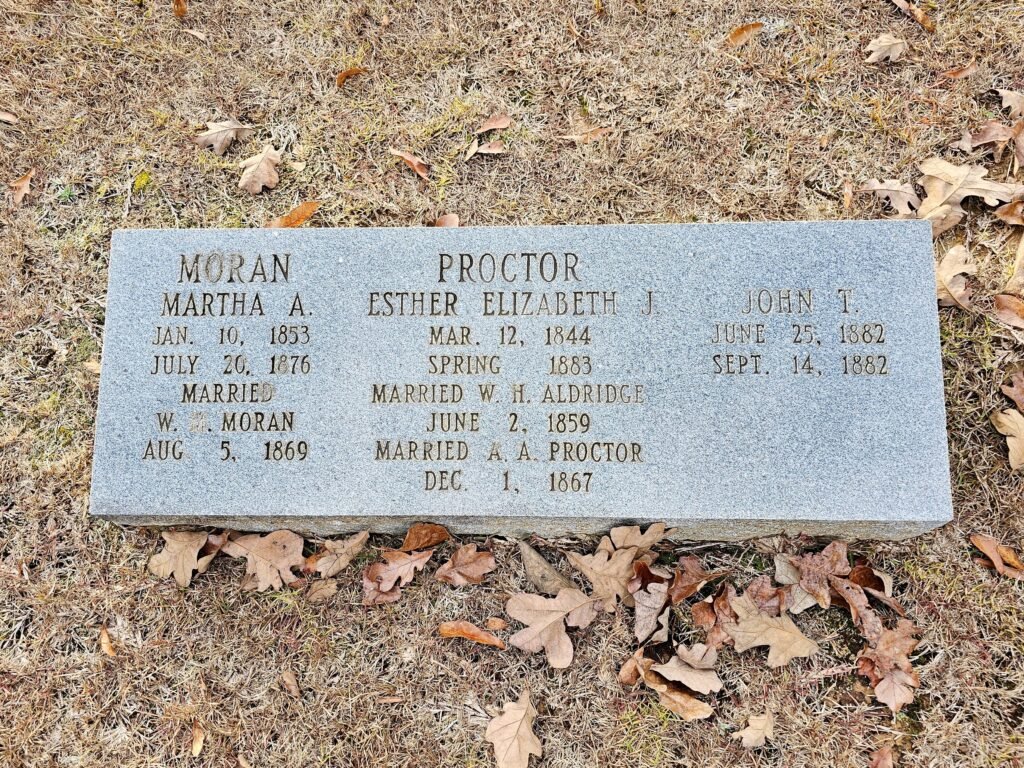 MORAN
MARTHA A.
JAN. 10, 1853
JULY 20, 1876
MARRIED
W. MORAN
AUG 5, 1869
PROCTOR
ESTHER ELIZABETH J.
MAR. 12, 1844
SPRING 1883
MARRIED W. H. ALDRIDGE
JUNE 2, 1859
MARRIED A. A. PROCTOR
DEC. 1, 1867
JOHN T.
JUNE 25, 1882
SEPT. 14, 1882